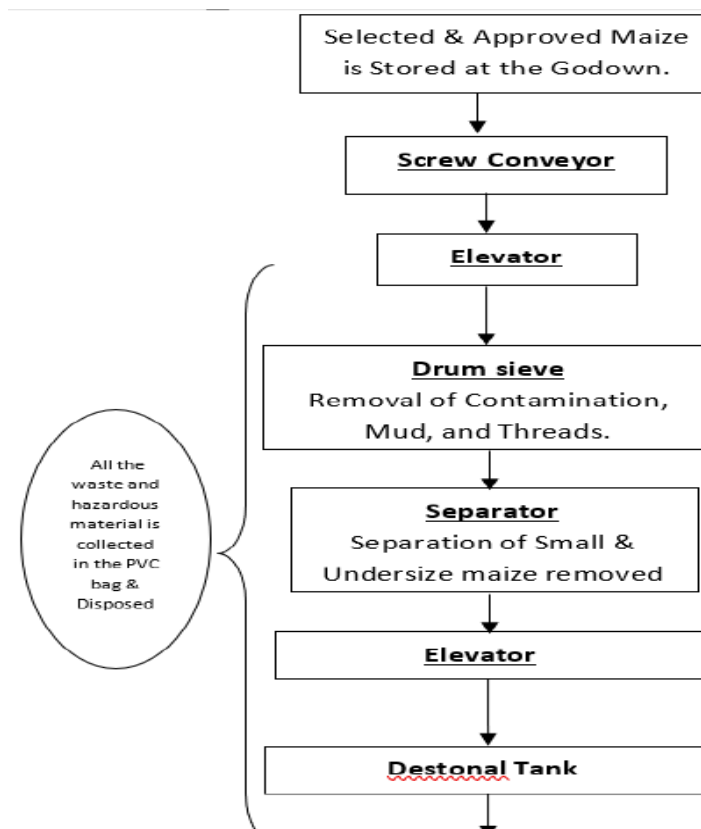 Selected & Approved Maize
is Stored at the Godown.
Screw Conveyor
Elevator
Drum sieve
Removal of Contamination,
Mud, and Threads.
All the
waste and
hazardous
material is
collected
in the PVC
bag &
Disposed
Separator
Separation of Small &
Undersize maize removed
Elevator
Destonal Tank